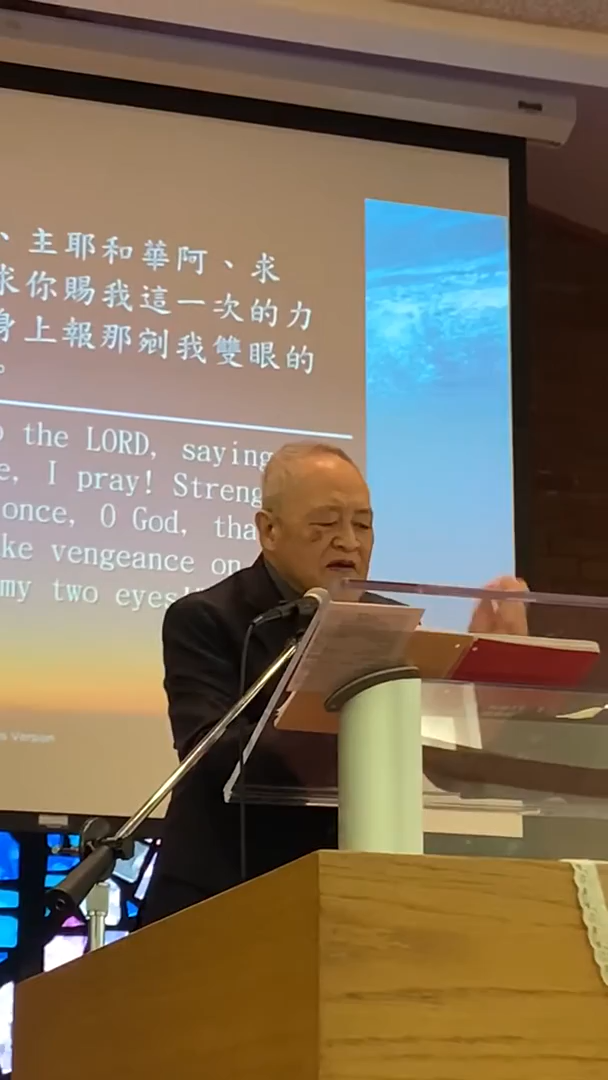 、主耶和華阿、求
求你賜我這一次的力
身上報那剜我雙眼的
。
o the LORD, saying
e, I pray! Streng
once, O God, tha
ke vengeance on
my two eyes!
s Version